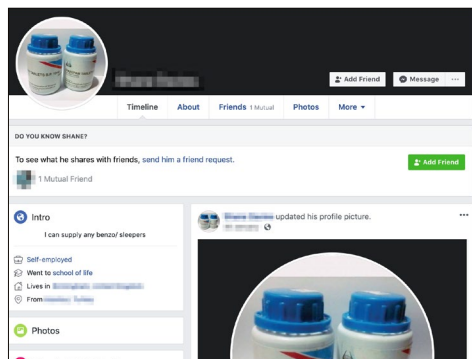 Add Friend
Message
Timeline About Friends 1 Mutual Photos More
DO YOU KNOW SHANE?
To see what he shares with friends, send him a friend request.
Add Friend
1 Mutual Friend
Intro
I can supply any benzo/ sleepers
Self-employed
Went to school of life
Lives in
From
Photos
updated his profile picture.